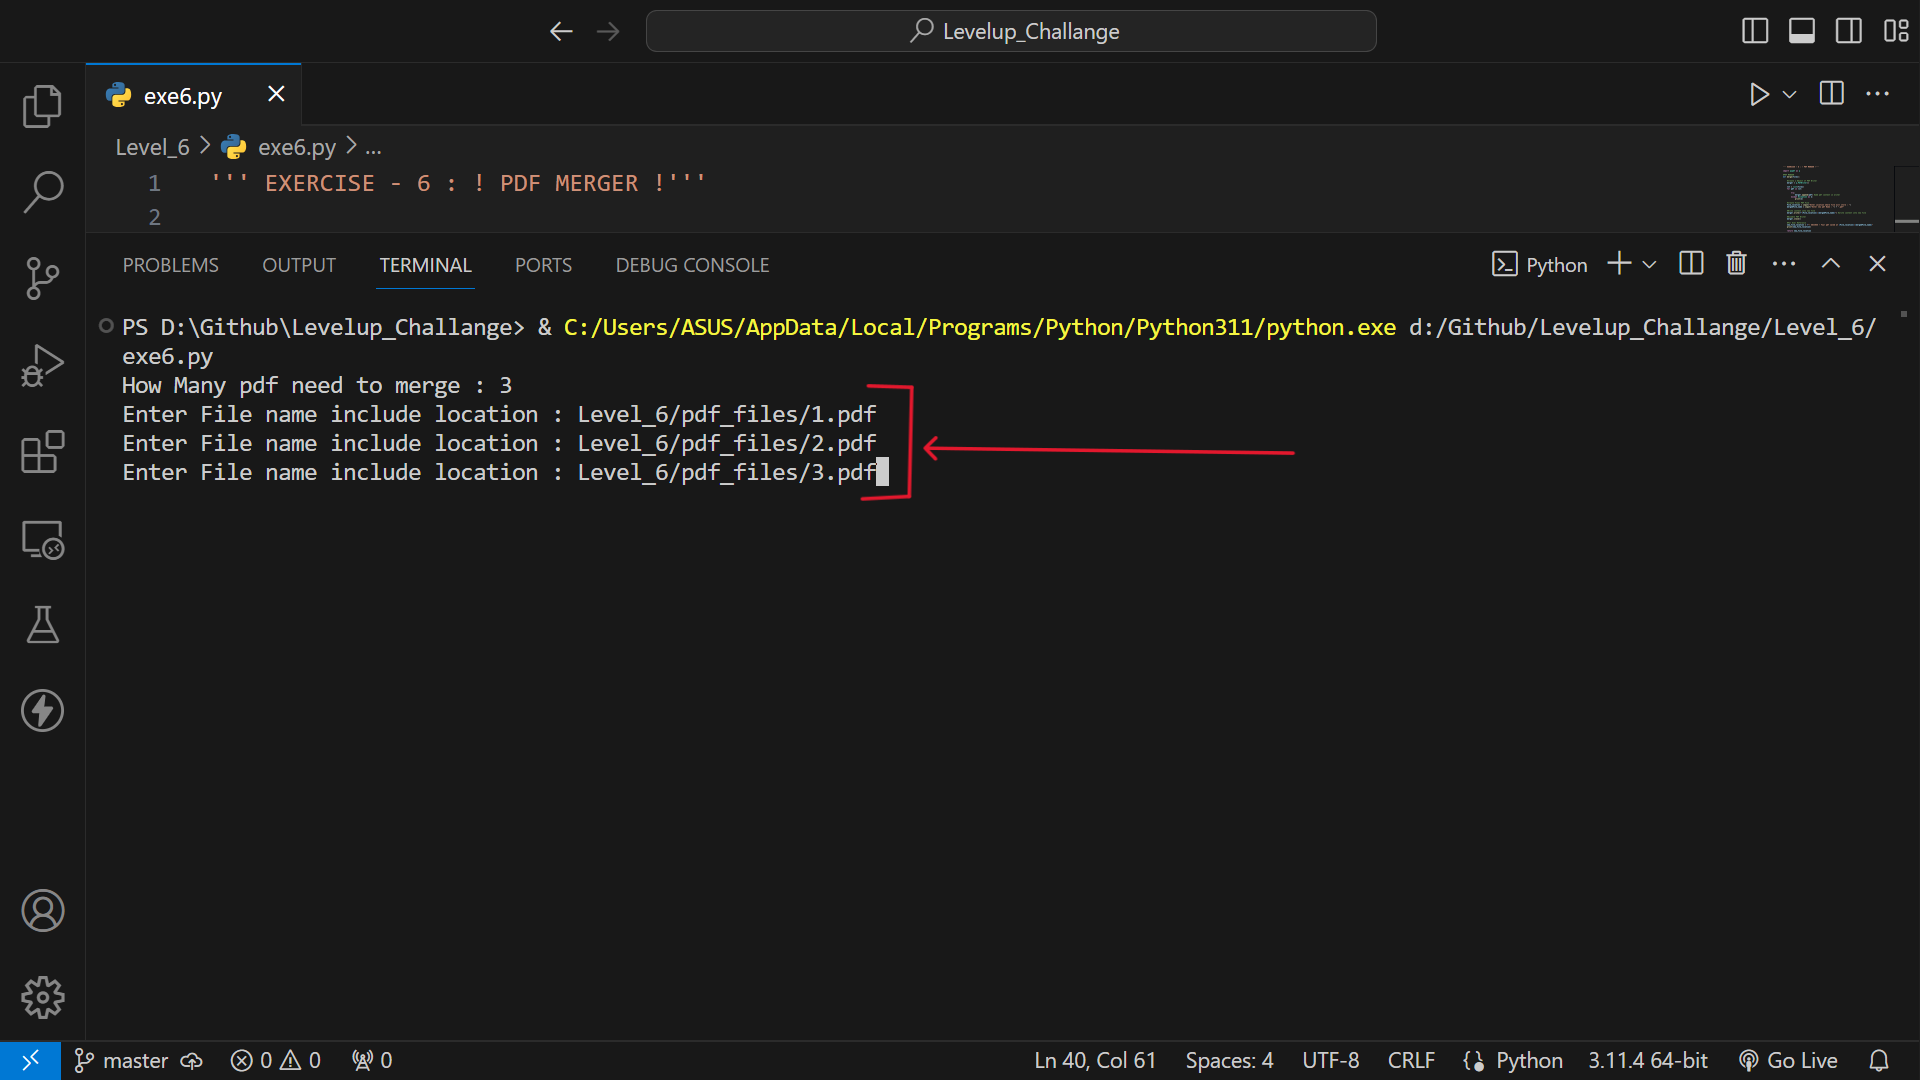 Levelup_Challange
exe6.py
Level_6 > exe6.py > ...
1 ''' EXERCISE - 6 : ! PDF MERGER !'''
2
PROBLEMS OUTPUT TERMINAL PORTS DEBUG CONSOLE Python
PS D:\Github\Levelup_Challange> & C:/Users/ASUS/AppData/Local/Programs/Python/Python311/python.exe d:/Github/Levelup_Challange/Level_6/
exe6.py
How Many pdf need to merge : 3
Enter File name include location : Level_6/pdf_files/1.pdf
Enter File name include location : Level_6/pdf_files/2.pdf
Enter File name include location : Level_6/pdf_files/3.pdf
master 0 0 0 Ln 40, Col 61 Spaces: 4 UTF-8 CRLF Python 3.11.4 64-bit Go Live